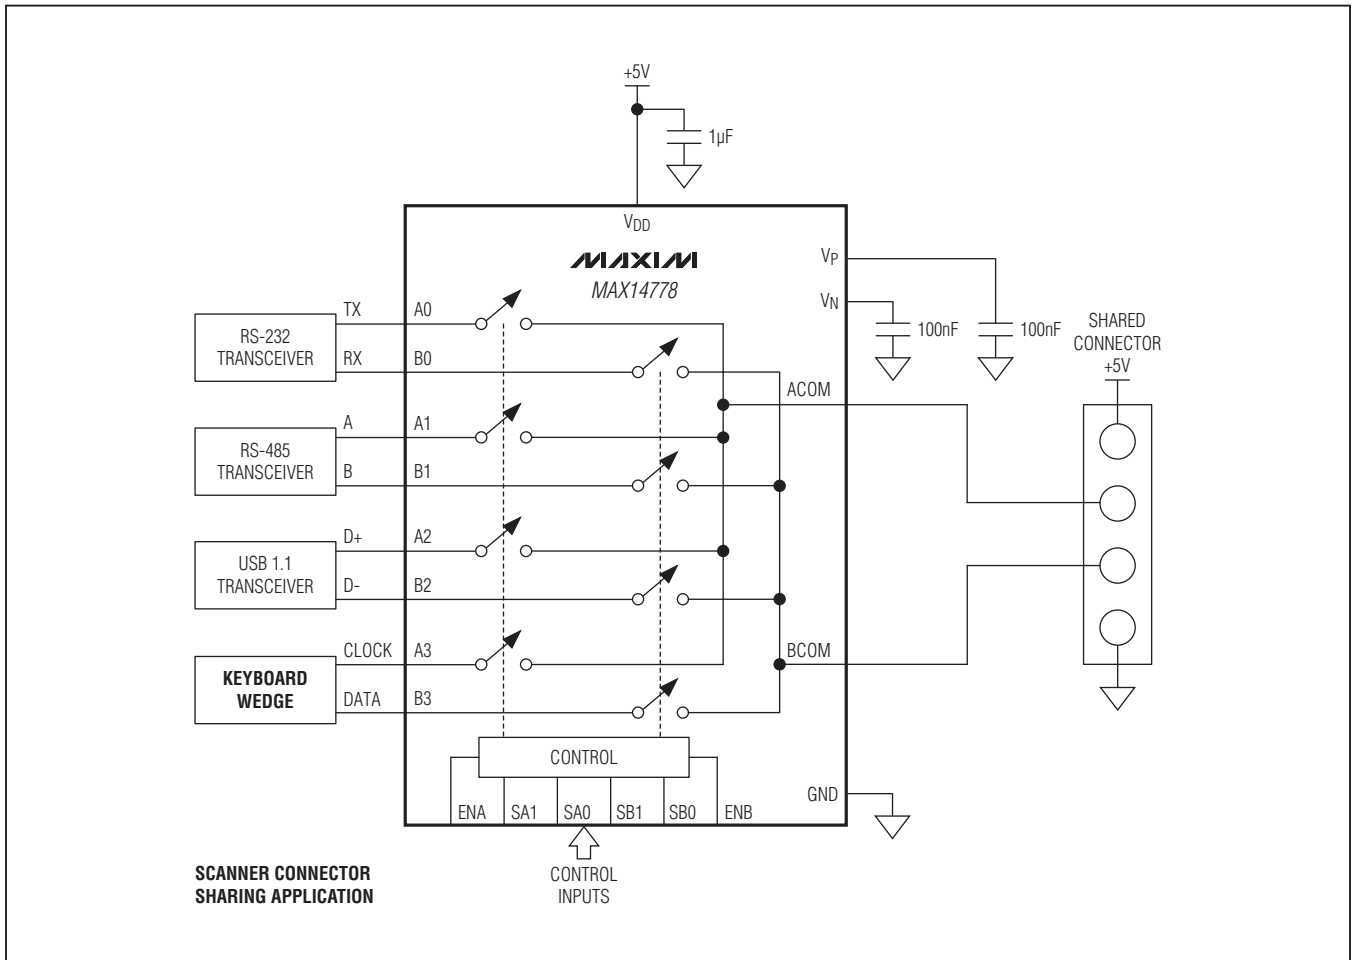 +5V
1µF
VDD
MAXIM
MAX14778
VP
VN
100nF
100nF
SHARED
CONNECTOR
+5V
RS-232
TRANSCEIVER
TX
A0
RX
B0
ACOM
RS-485
TRANSCEIVER
A
A1
B
B1
USB 1.1
TRANSCEIVER
D+
A2
D-
B2
KEYBOARD
WEDGE
CLOCK
A3
DATA
B3
BCOM
CONTROL
GND
ENA
SA1
SA0
SB1
SB0
ENB
CONTROL
INPUTS
SCANNER CONNECTOR
SHARING APPLICATION